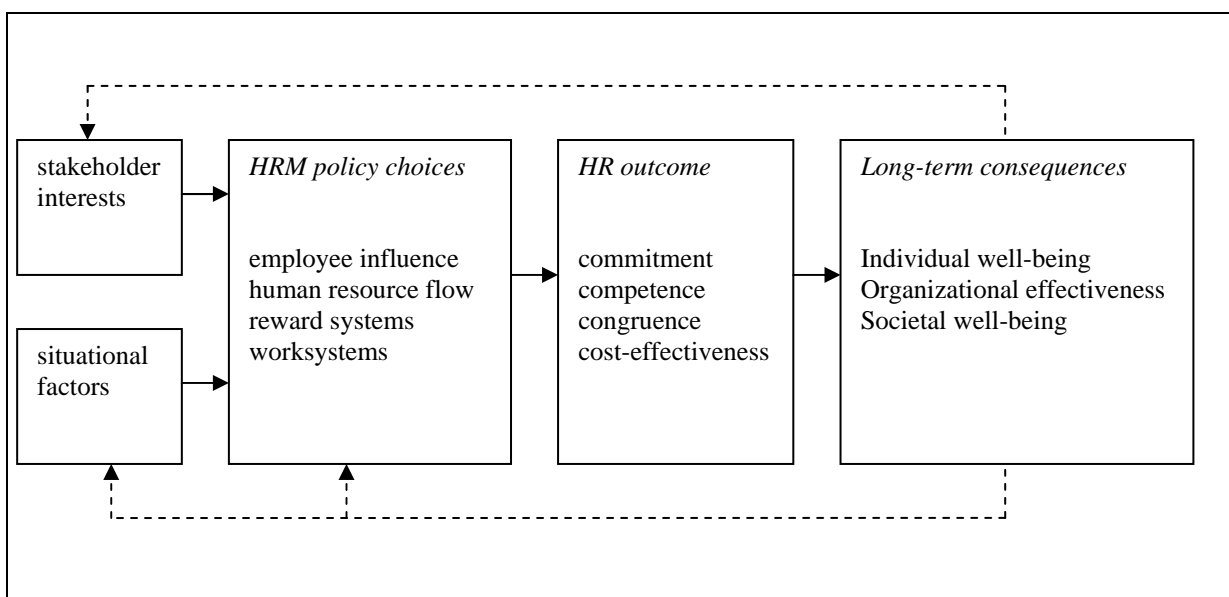 stakeholder
interests
situational
factors
HRM policy choices
employee influence
human resource flow
reward systems
worksystems
HR outcome
commitment
competence
congruence
cost-effectiveness
Long-term consequences
Individual well-being
Organizational effectiveness
Societal well-being